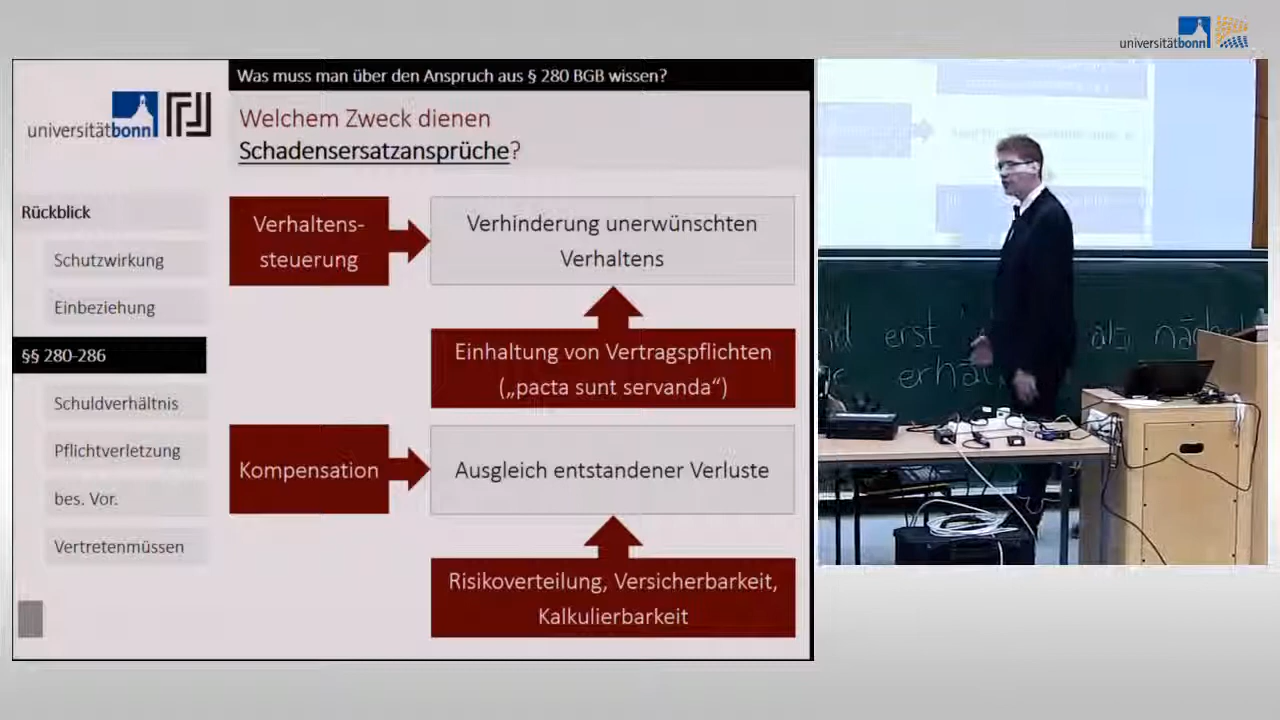 universitätbonn
Was muss man über den Anspruch aus § 280 BGB wissen?
universitätbonn
Welchem Zweck dienen
Schadensersatzansprüche?
Rückblick
Schutzwirkung
Einbeziehung
§§ 280-286
Schuldverhältnis
Pflichtverletzung
bes. Vor.
Vertretenmüssen
Verhaltens-
steuerung
Verhinderung unerwünschten
Verhaltens
Einhaltung von Vertragspflichten
(„pacta sunt servanda“)
Kompensation
Ausgleich entstandener Verluste
Risikoverteilung, Versicherbarkeit,
Kalkulierbarkeit
erst als